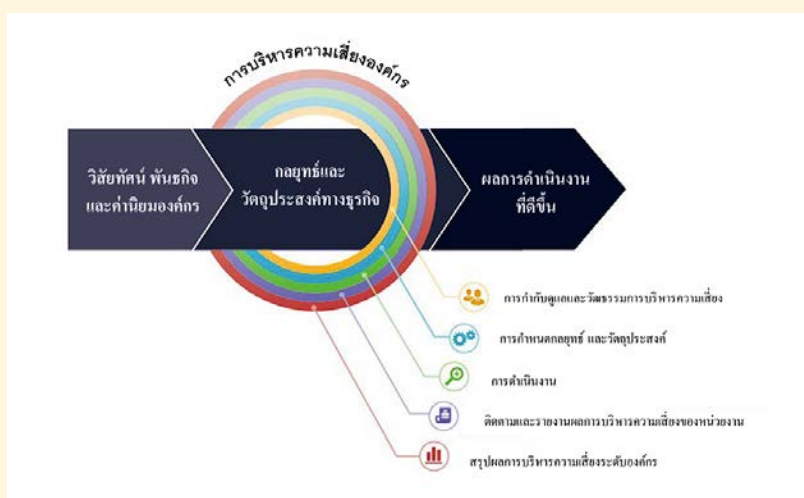 การบริหารความเสี่ยงองค์กร
วิสัยทัศน์ พันธกิจ
และค่านิยมองค์กร
กลยุทธ์และ
วัตถุประสงค์ทางธุรกิจ
ผลการดำเนินงาน
ที่ดีขึ้น
การกำกับดูแลและวัฒธรรมการบริหารความเสี่ยง
การกำหนดกลยุทธ์ และวัตถุประสงค์
การดำเนินงาน
ติดตามและรายงานผลการบริหารความเสี่ยงของหน่วยงาน
สรุปผลการบริหารความเสี่ยงระดับองค์กร